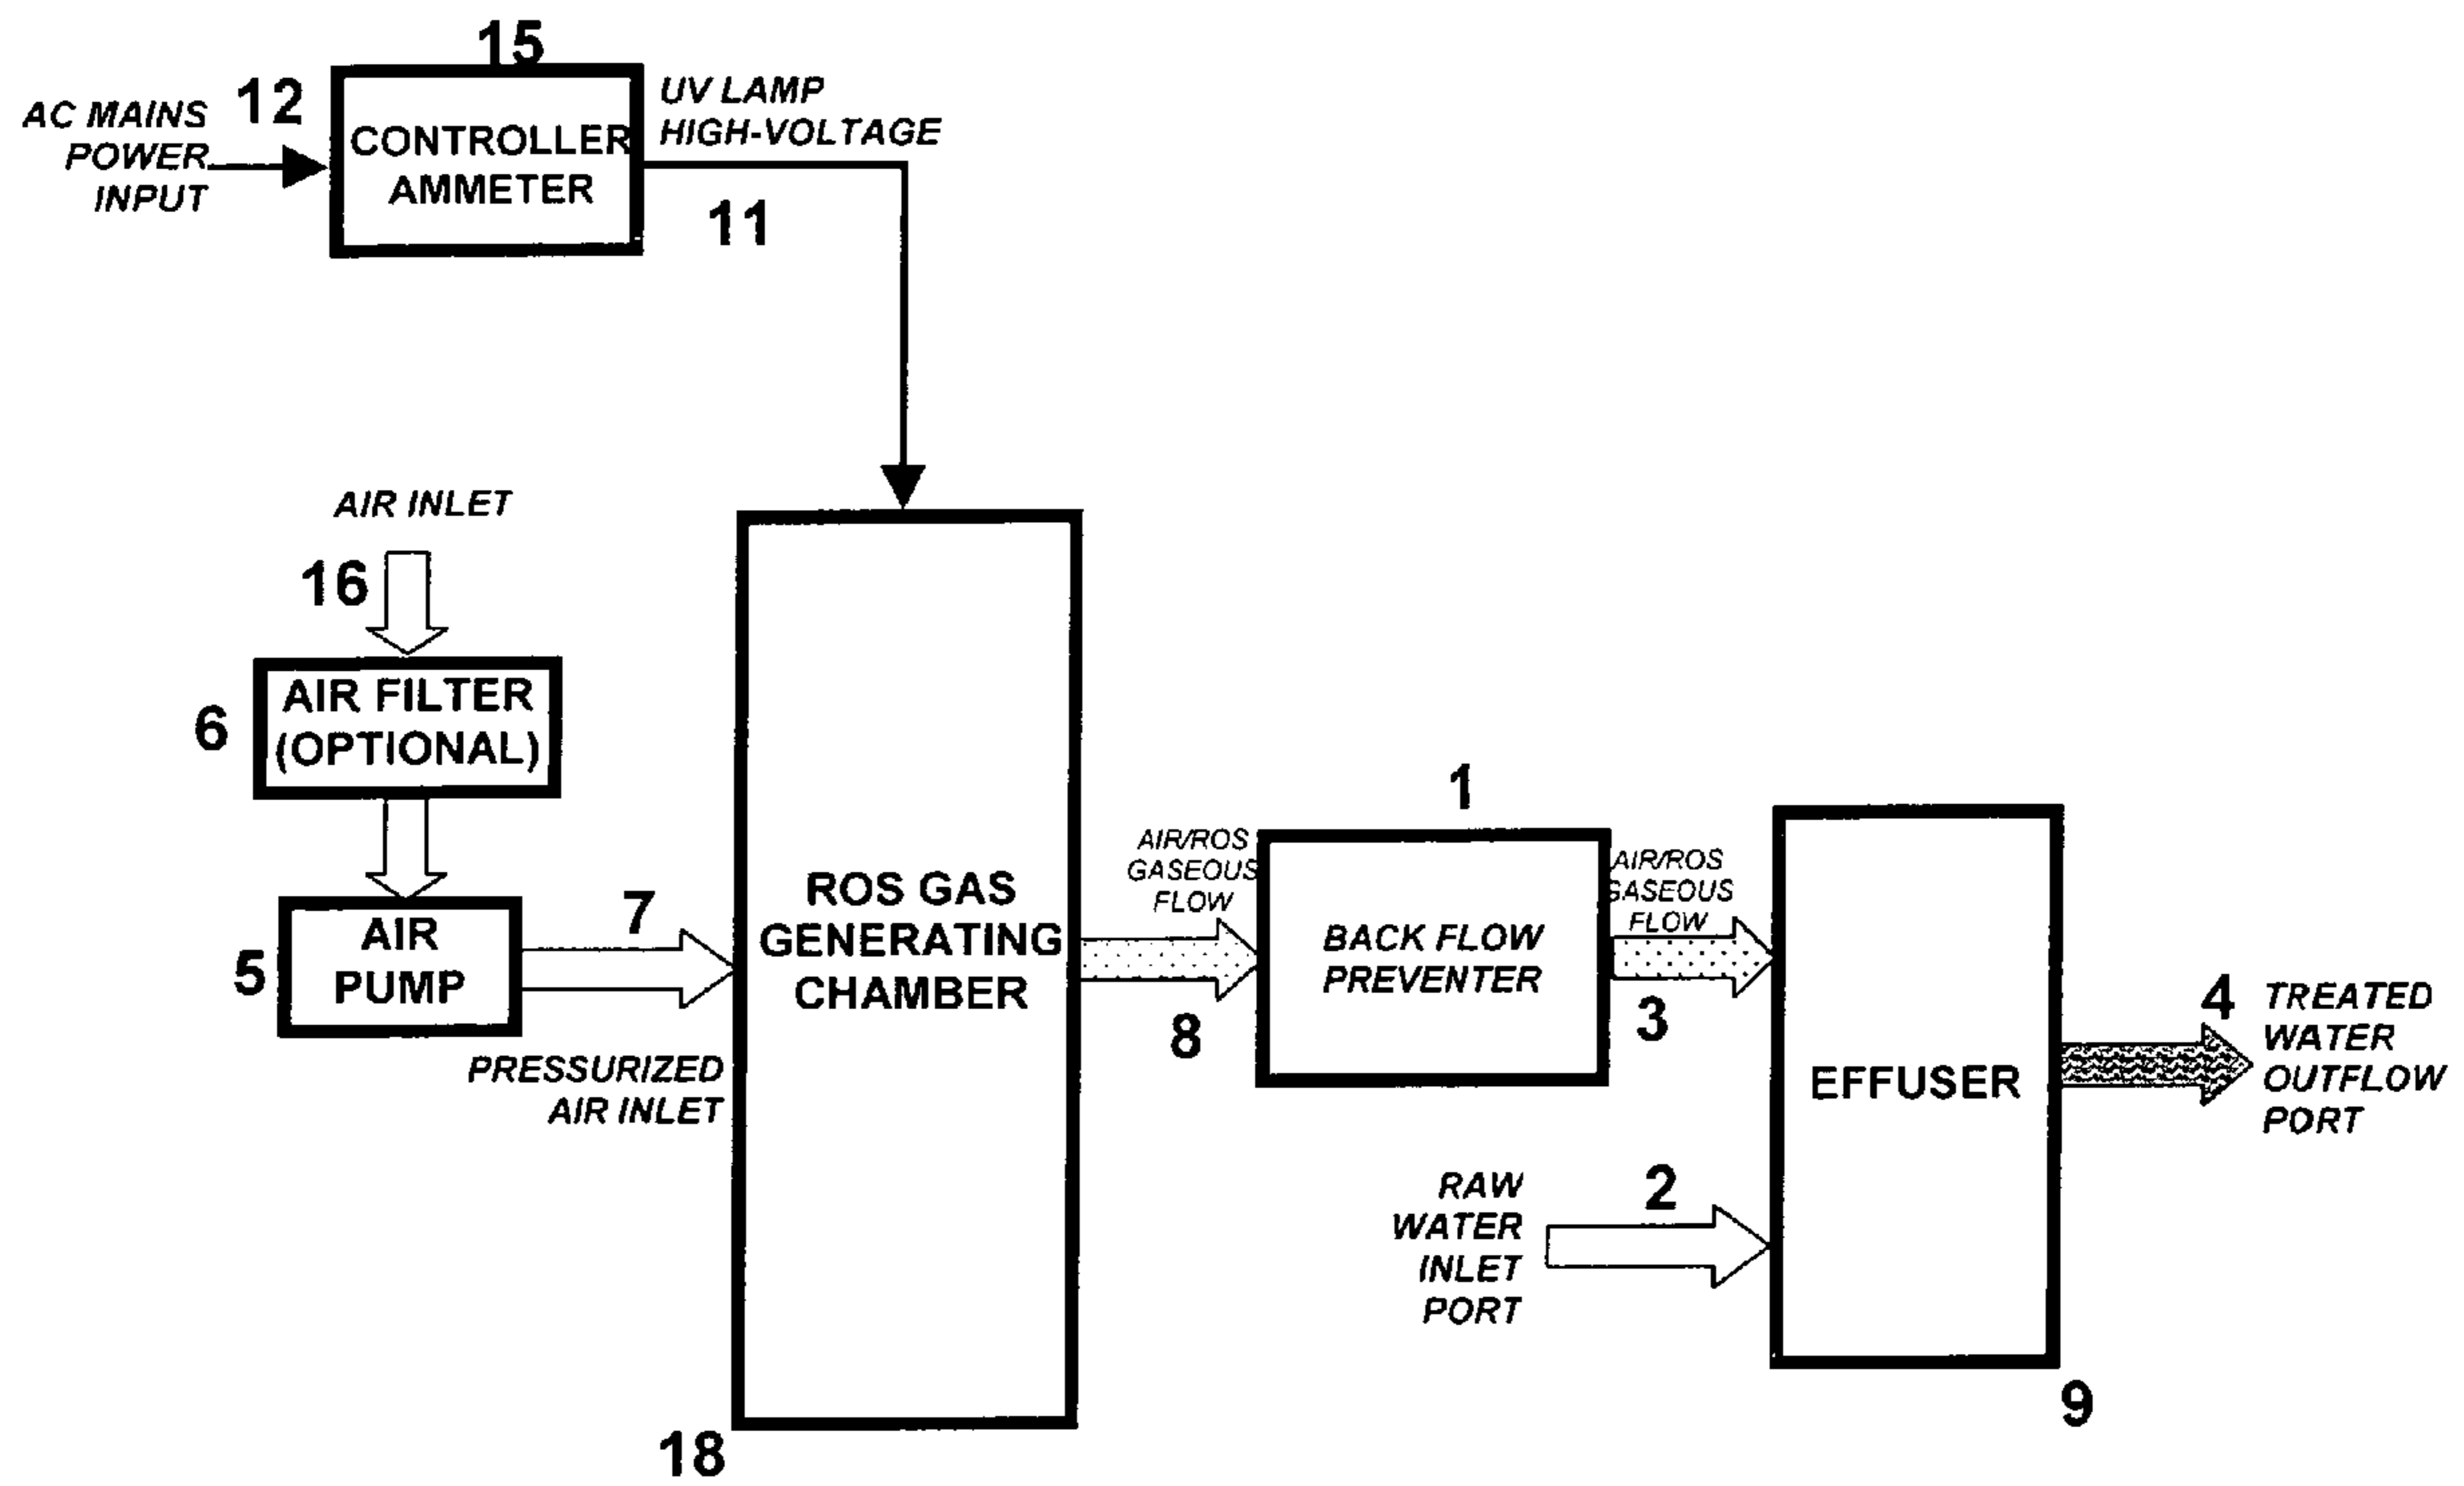 15
12
AC MAINS
POWER
INPUT
CONTROLLER
AMMETER
UV LAMP
HIGH-VOLTAGE
11
AIR INLET
16
6
AIR FILTER
(OPTIONAL)
5
AIR
PUMP
7
PRESSURIZED
AIR INLET
ROS GAS
GENERATING
CHAMBER
18
AIR/ROS
GASEOUS
FLOW
8
1
BACK FLOW
PREVENTER
AIR/ROS
GASEOUS
FLOW
3
RAW
WATER
INLET
PORT
2
EFFUSER
9
4
TREATED
WATER
OUTFLOW
PORT